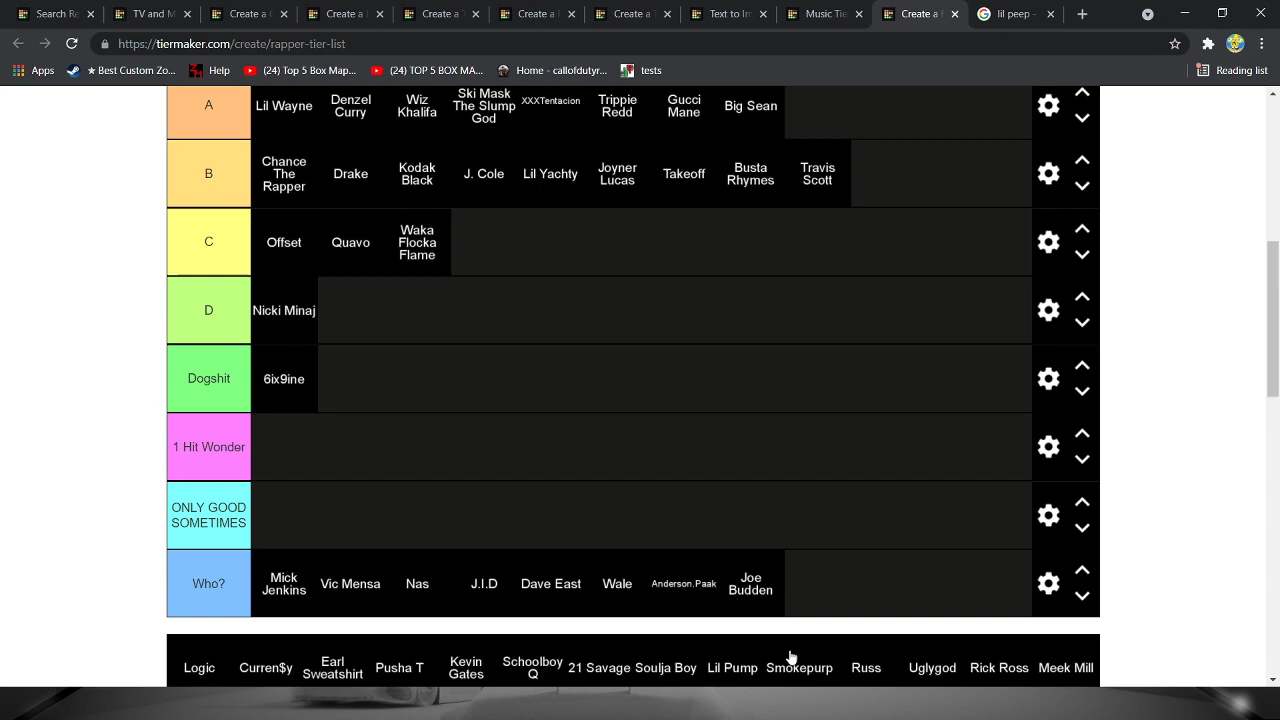 Search Re
TV and M
Create a C
Create a
Create a
Create a
Create a
Text to Im
Music Tie
Create a
lil peep -
https://tiermaker.com/create/rapper-tier-list
Apps
★ Best Custom Zo...
Help
(24) Top 5 Box Map...
(24) TOP 5 BOX MA...
Home - callofdutyr...
tests
Reading list
A
Lil Wayne
Denzel
Curry
Wiz
Khalifa
Ski Mask
The Slump
God
XXXTentacion
Trippie
Redd
Gucci
Mane
Big Sean
B
Chance
The
Rapper
Drake
Kodak
Black
J. Cole
Lil Yachty
Joyner
Lucas
Takeoff
Busta
Rhymes
Travis
Scott
C
Offset
Quavo
Waka
Flocka
Flame
D
Nicki Minaj
Dogshit
6ix9ine
1 Hit Wonder
ONLY GOOD
SOMETIMES
Who?
Mick
Jenkins
Vic Mensa
Nas
J.I.D
Dave East
Wale
Anderson.Paak
Joe
Budden
Logic
Curren$y
Earl
Sweatshirt
Pusha T
Kevin
Gates
Schoolboy
Q
21 Savage
Soulja Boy
Lil Pump
Smokepurp
Russ
Uglygod
Rick Ross
Meek Mill